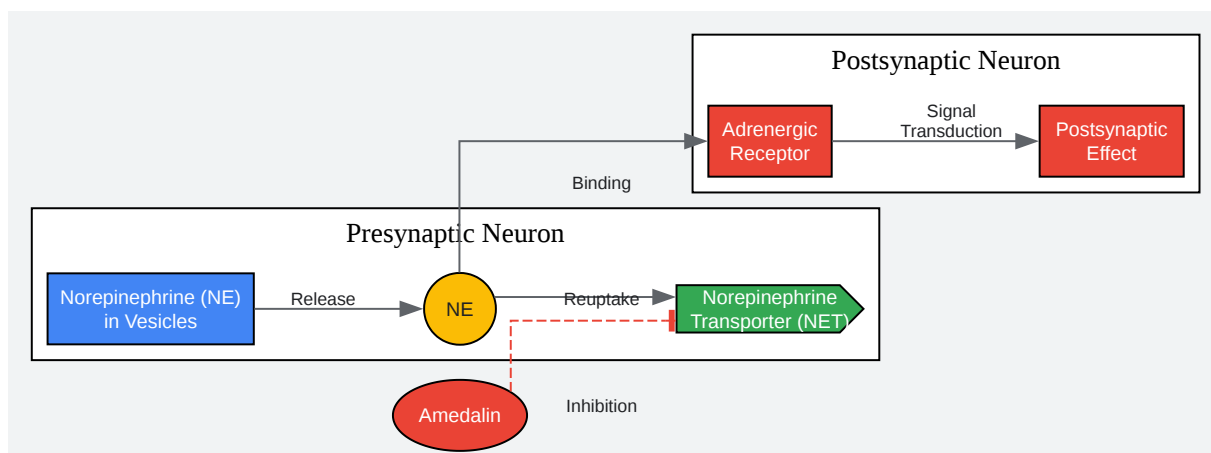 Postsynaptic Neuron
Adrenergic
Receptor
Signal
Transduction
Postsynaptic
Effect
Binding
Presynaptic Neuron
Norepinephrine (NE)
in Vesicles
Release
NE
Reuptake
Norepinephrine
Transporter (NET)
Amedalin
Inhibition